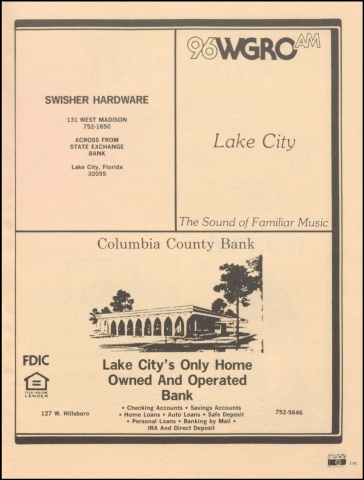 SWISHER HARDWARE
131 WEST MADISON
752-1650
ACROSS FROM
STATE EXCHANGE
BANK
Lake City, Florida
32055
96 WGRO AM
Lake City
The Sound of Familiar Music
Columbia County Bank
FDIC
EQUAL HOUSING
LENDER
127 W. Hillsboro
Lake City's Only Home
Owned And Operated
Bank
• Checking Accounts • Savings Accounts
• Home Loans • Auto Loans • Safe Deposit
• Personal Loans • Banking by Mail •
IRA And Direct Deposit
752-5646